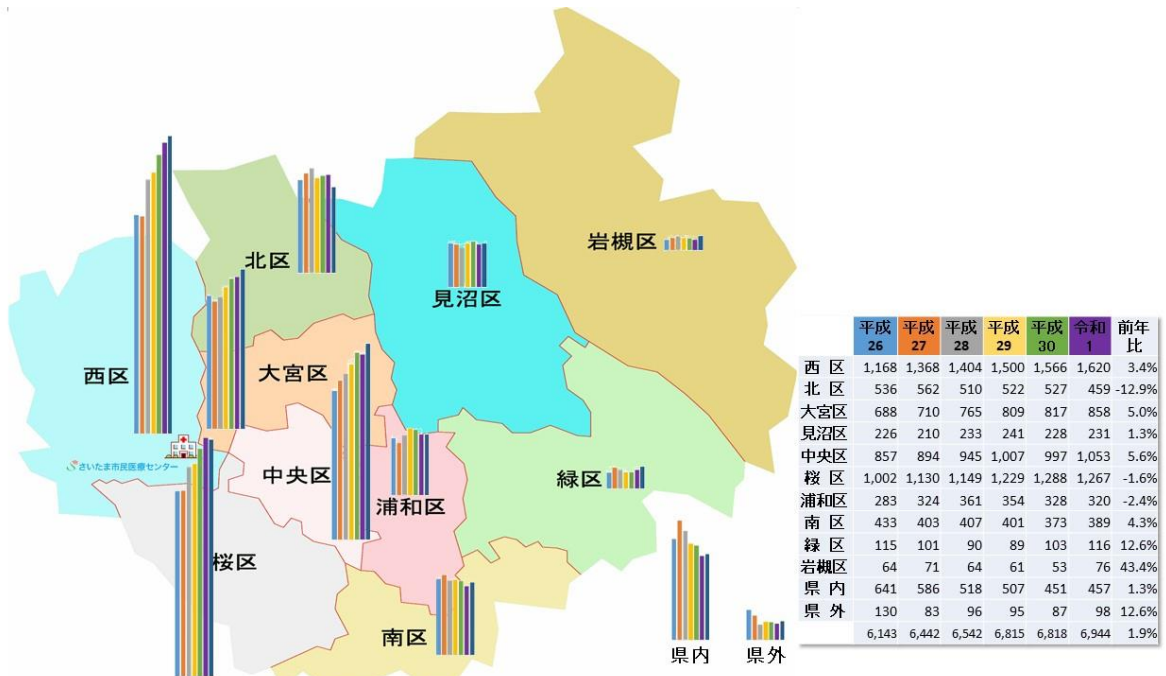 岩槻区
北区
見沼区
西区
大宮区
さいたま市民医療センター
中央区
緑区
浦和区
桜区
南区
県内
県外
平成26 平成27 平成28 平成29 平成30 令和1 前年比
西 区 1,168 1,368 1,404 1,500 1,566 1,620 3.4%
北 区 536 562 510 522 527 459 -12.9%
大宮区 688 710 765 809 817 858 5.0%
見沼区 226 210 233 241 228 231 1.3%
中央区 857 894 945 1,007 997 1,053 5.6%
桜 区 1,002 1,130 1,149 1,229 1,288 1,267 -1.6%
浦和区 283 324 361 354 328 320 -2.4%
南 区 433 403 407 401 373 389 4.3%
緑 区 115 101 90 89 103 116 12.6%
岩槻区 64 71 64 61 53 76 43.4%
県 内 641 586 518 507 451 457 1.3%
県 外 130 83 96 95 87 98 12.6%
6,143 6,442 6,542 6,815 6,818 6,944 1.9%